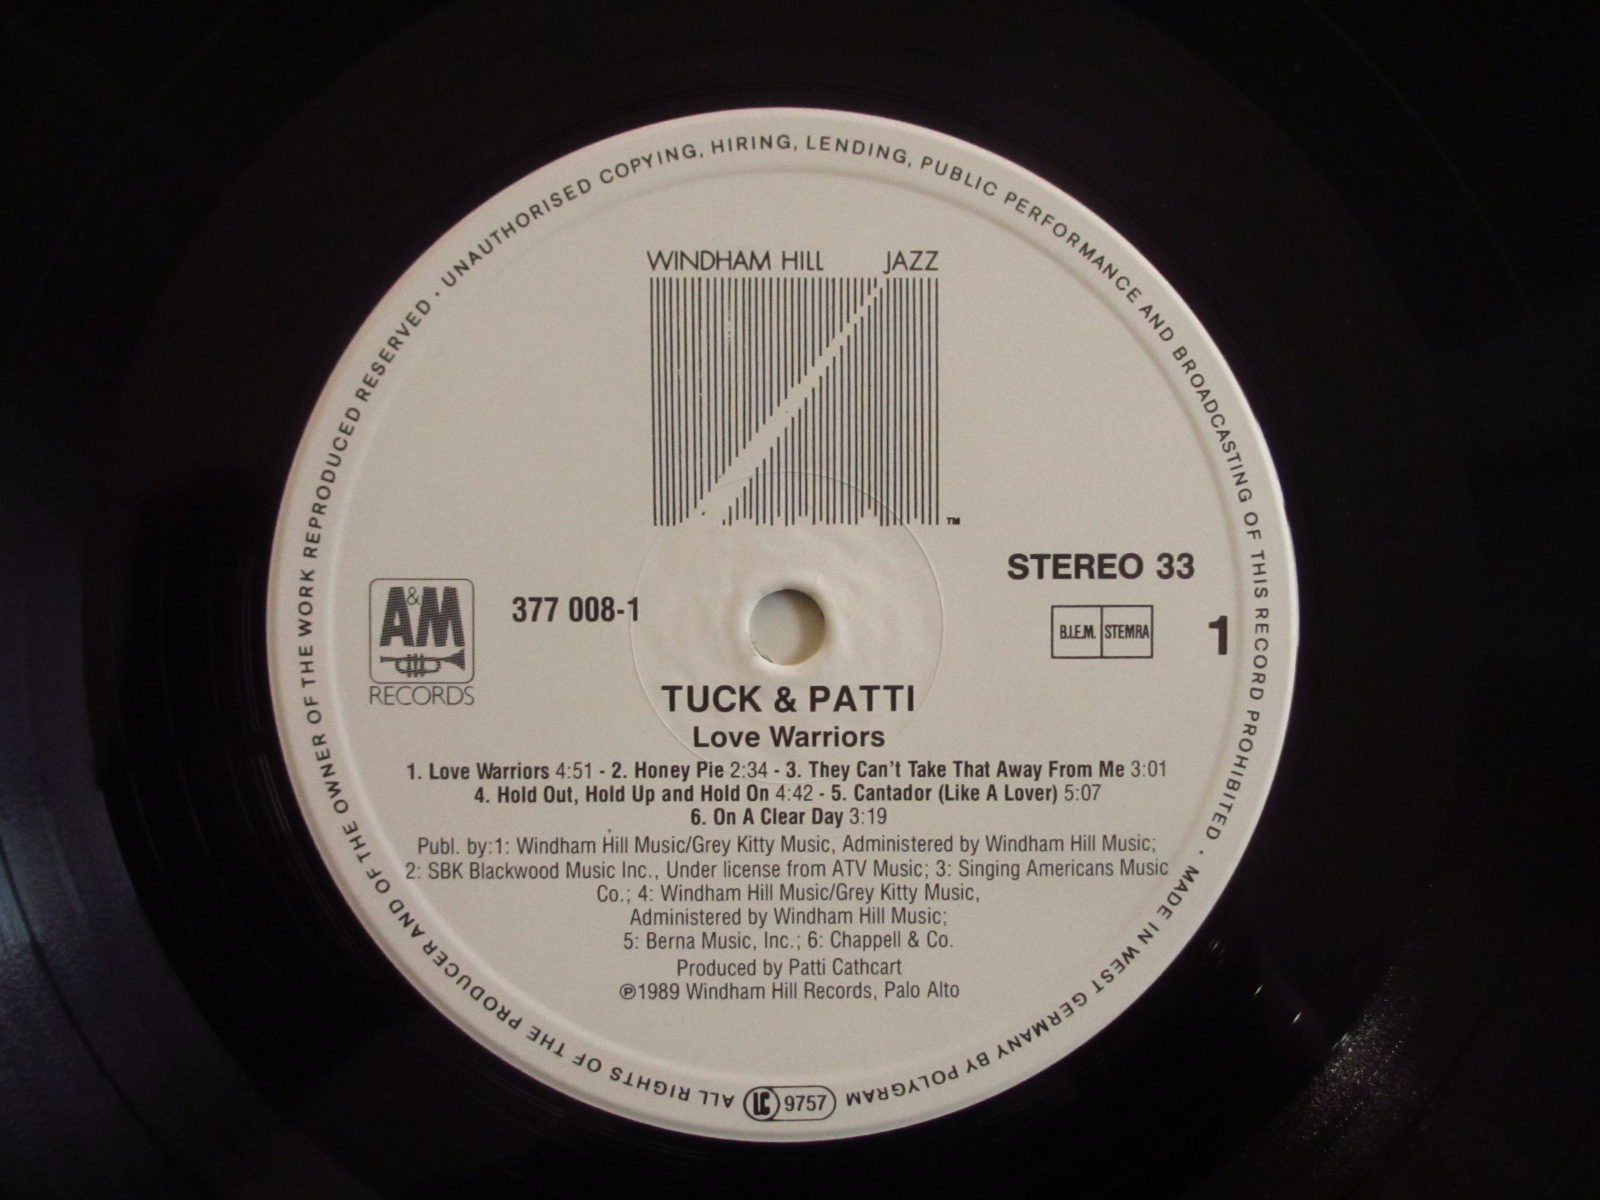 UNAUTHORISED COPYING, HIRING, LENDING, PUBLIC PERFORMANCE AND BROADCASTING OF THIS RECORD PROHIBITED · MADE IN WEST GERMANY BY POLYGRAM
LC 9757
ALL RIGHTS OF THE PRODUCER AND OF THE OWNER OF THE WORK REPRODUCED RESERVED ·
WINDHAM HILL JAZZ
TM
STEREO 33
A&M
RECORDS
377 008-1
B.I.E.M. STEMRA
1
TUCK & PATTI
Love Warriors
1. Love Warriors 4:51 - 2. Honey Pie 2:34 - 3. They Can't Take That Away From Me 3:01
4. Hold Out, Hold Up and Hold On 4:42 - 5. Cantador (Like A Lover) 5:07
6. On A Clear Day 3:19
Publ. by:1: Windham Hill Music/Grey Kitty Music, Administered by Windham Hill Music;
2: SBK Blackwood Music Inc., Under license from ATV Music; 3: Singing Americans Music
Co.; 4: Windham Hill Music/Grey Kitty Music,
Administered by Windham Hill Music;
5: Berna Music, Inc.; 6: Chappell & Co.
Produced by Patti Cathcart
℗1989 Windham Hill Records, Palo Alto